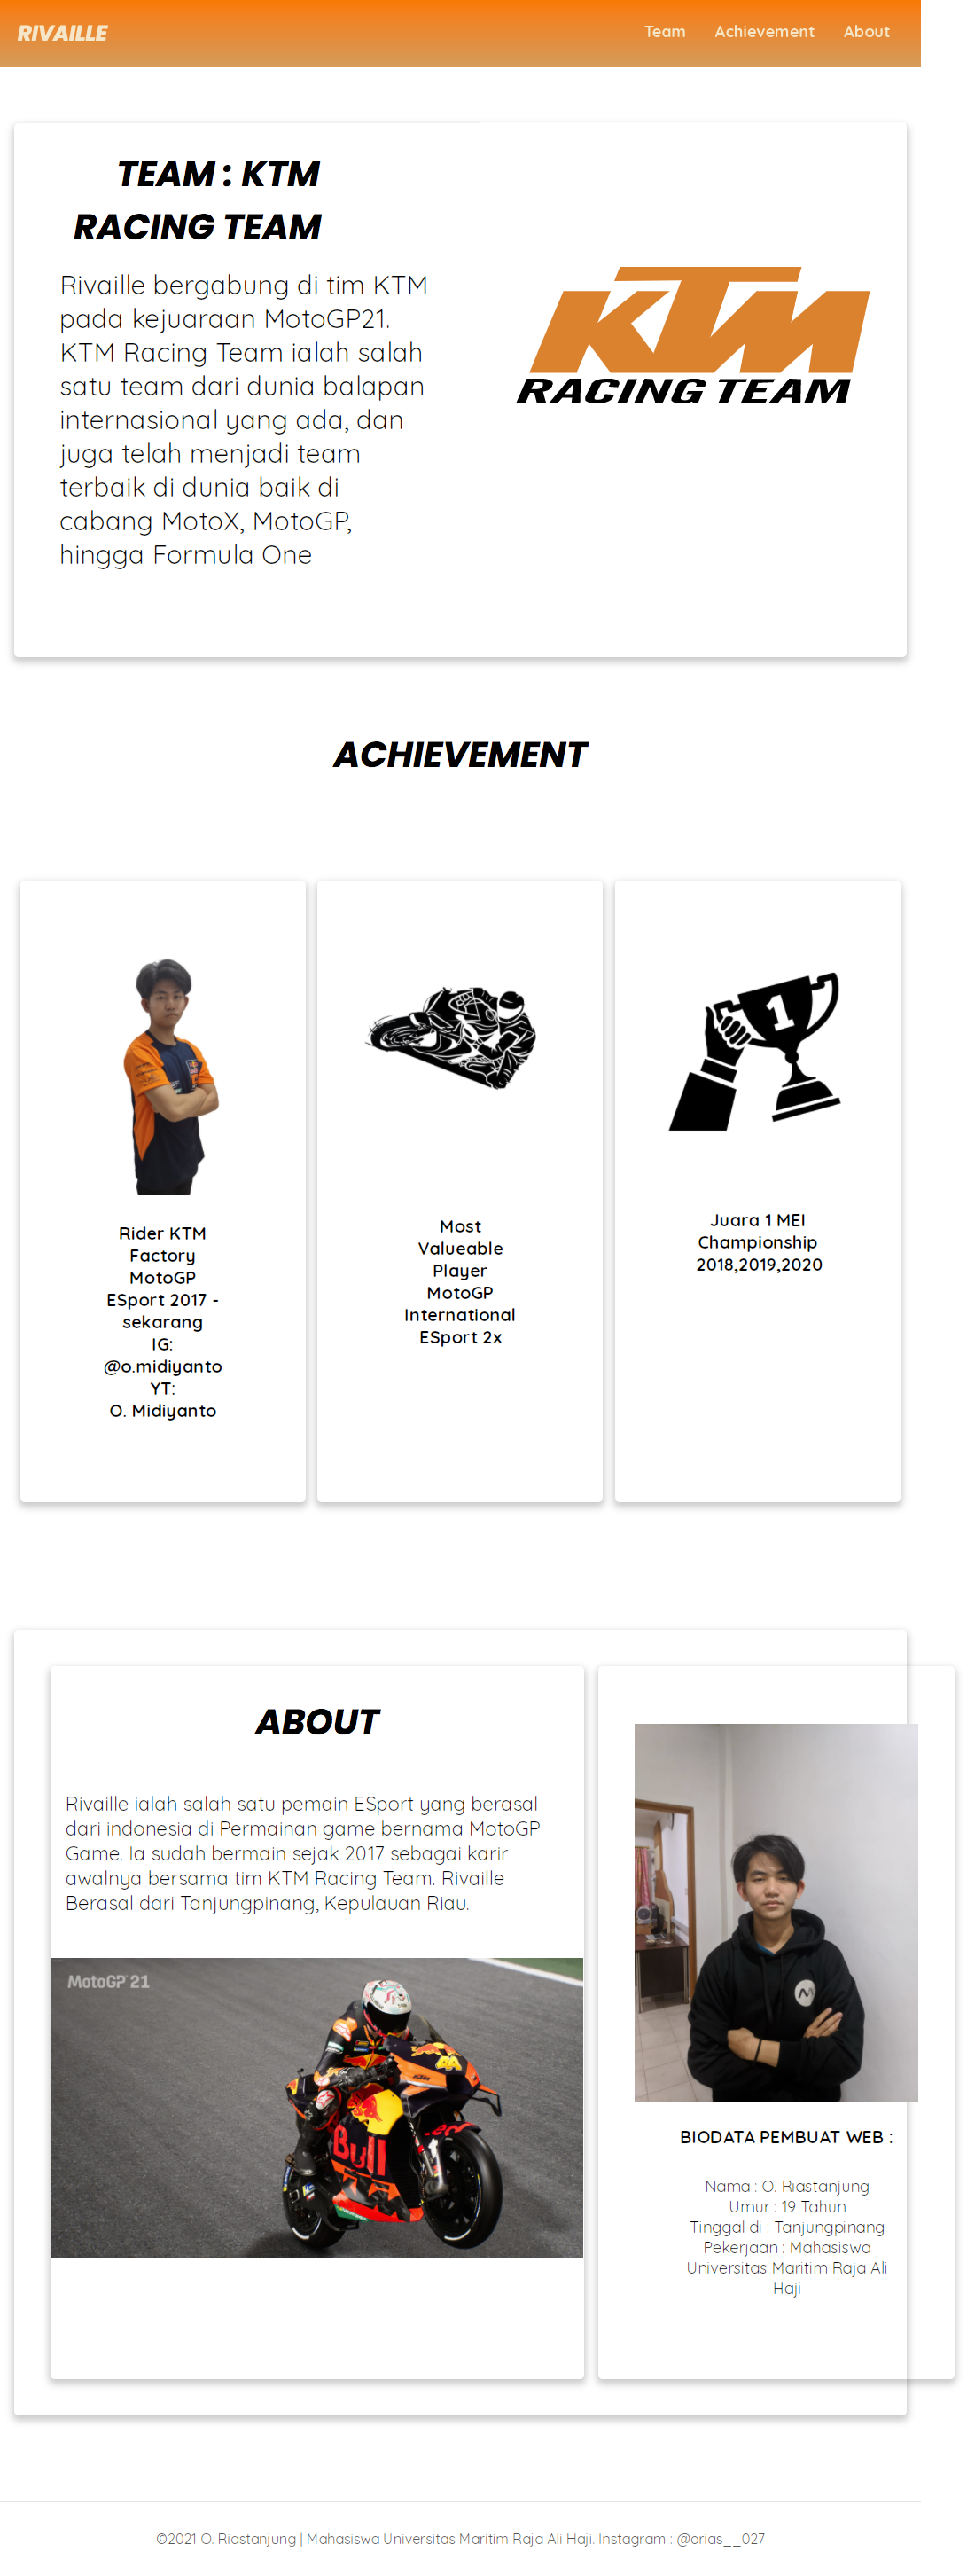 RIVAILLE
Team Achievement About
TEAM : KTM
RACING TEAM
Rivaille bergabung di tim KTM
pada kejuaraan MotoGP21.
KTM Racing Team ialah salah
satu team dari dunia balapan
internasional yang ada, dan
juga telah menjadi team
terbaik di dunia baik di
cabang MotoX, MotoGP,
hingga Formula One
KTM
RACING TEAM
ACHIEVEMENT
Rider KTM
Factory
MotoGP
ESport 2017 -
sekarang
IG:
@o.midiyanto
YT:
O. Midiyanto
Most
Valueable
Player
MotoGP
International
ESport 2x
1
Juara 1 MEI
Championship
2018,2019,2020
ABOUT
Rivaille ialah salah satu pemain ESport yang berasal
dari indonesia di Permainan game bernama MotoGP
Game. Ia sudah bermain sejak 2017 sebagai karir
awalnya bersama tim KTM Racing Team. Rivaille
Berasal dari Tanjungpinang, Kepulauan Riau.
MotoGP 21
Red Bull
KTM
BIODATA PEMBUAT WEB :
Nama : O. Riastanjung
Umur : 19 Tahun
Tinggal di : Tanjungpinang
Pekerjaan : Mahasiswa
Universitas Maritim Raja Ali
Haji
©2021 O. Riastanjung | Mahasiswa Universitas Maritim Raja Ali Haji. Instagram : @orias__027